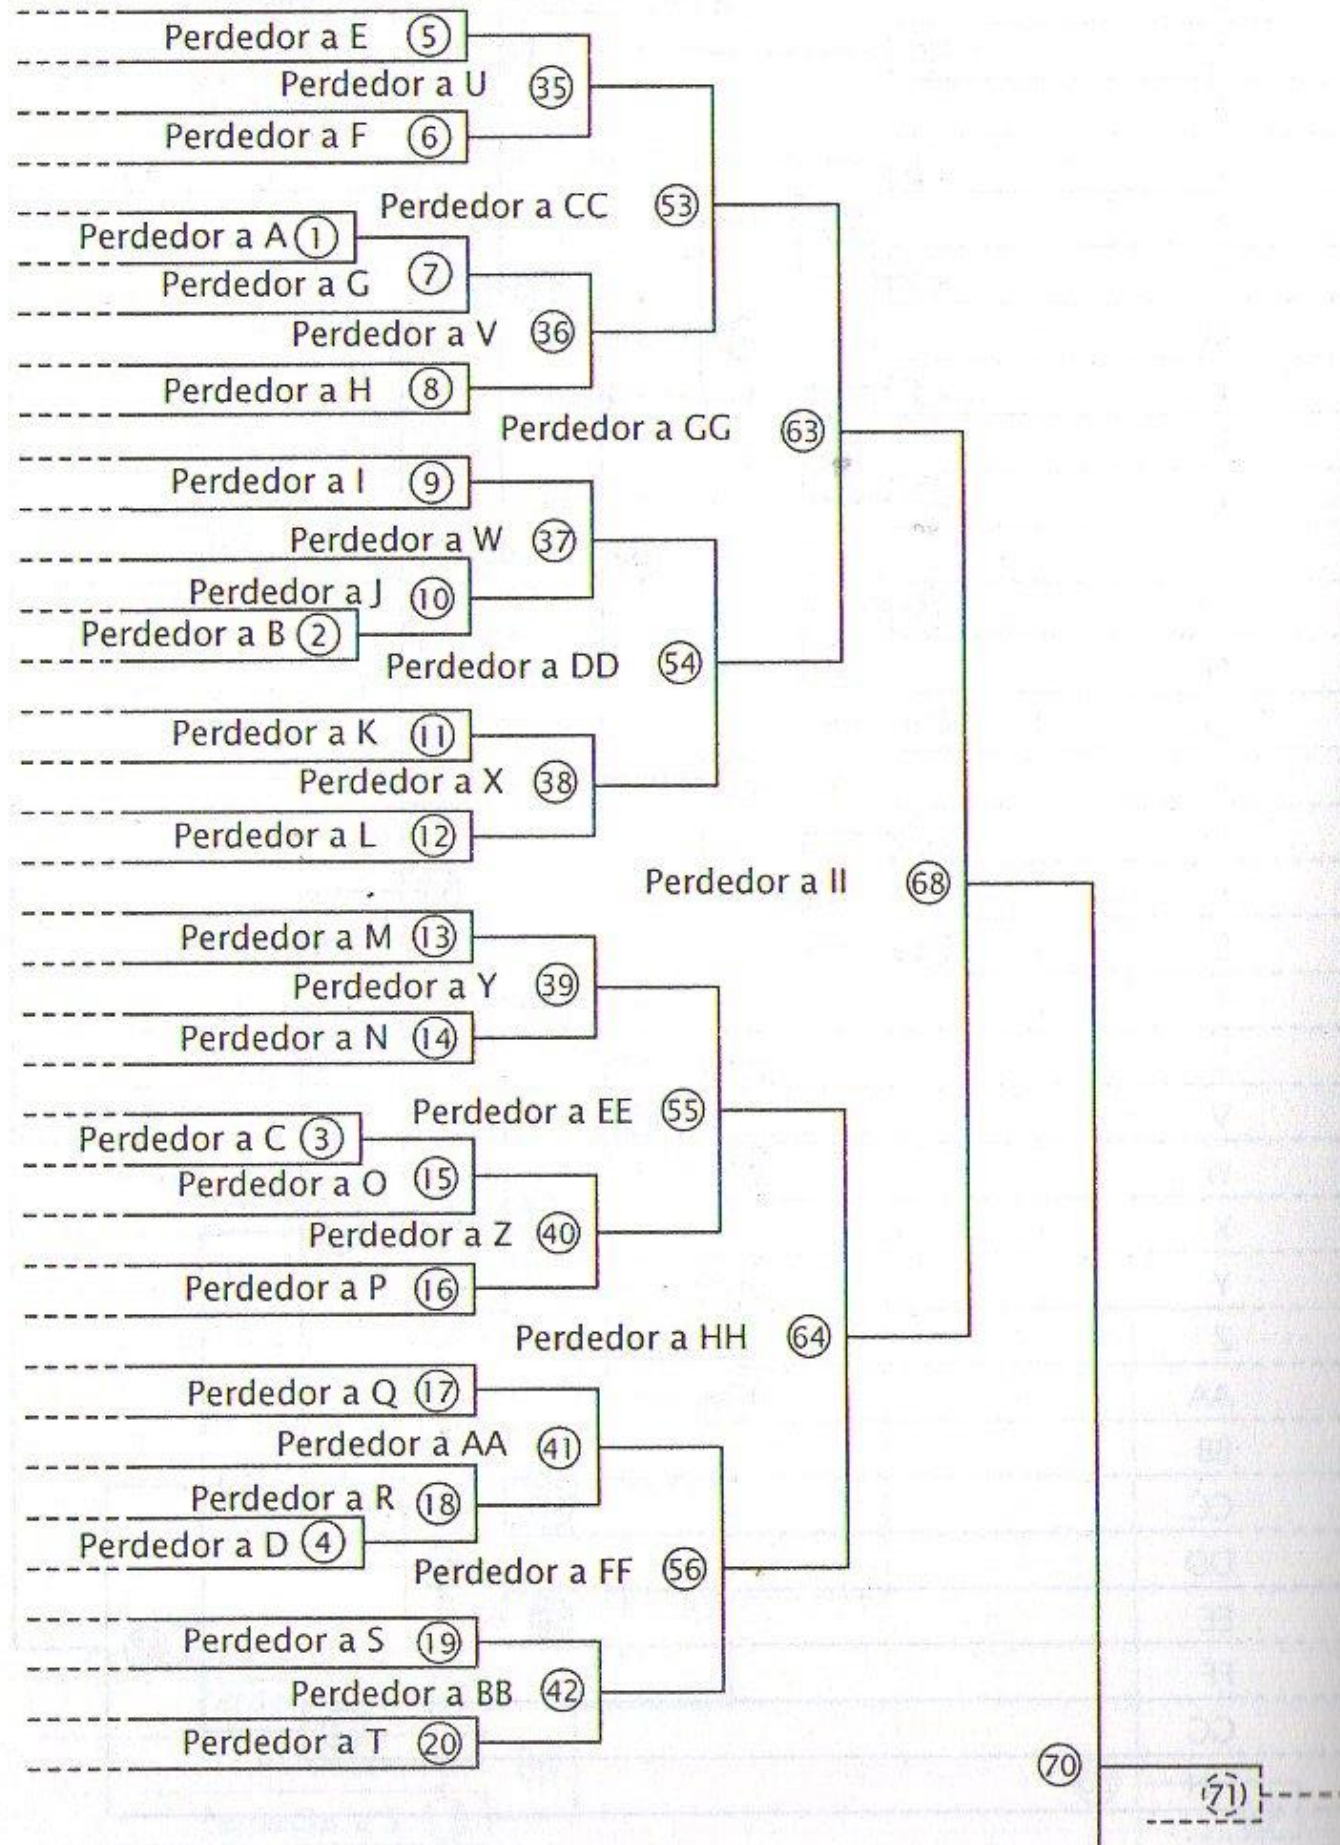 Perdedor a E 5
Perdedor a U 35
Perdedor a F 6
Perdedor a CC 53
Perdedor a A 1
Perdedor a G 7
Perdedor a V 36
Perdedor a H 8
Perdedor a GG 63
Perdedor a I 9
Perdedor a W 37
Perdedor a J 10
Perdedor a B 2
Perdedor a DD 54
Perdedor a K 11
Perdedor a X 38
Perdedor a L 12
Perdedor a II 68
Perdedor a M 13
Perdedor a Y 39
Perdedor a N 14
Perdedor a EE 55
Perdedor a C 3
Perdedor a O 15
Perdedor a Z 40
Perdedor a P 16
Perdedor a HH 64
Perdedor a Q 17
Perdedor a AA 41
Perdedor a R 18
Perdedor a D 4
Perdedor a FF 56
Perdedor a S 19
Perdedor a BB 42
Perdedor a T 20
70
71